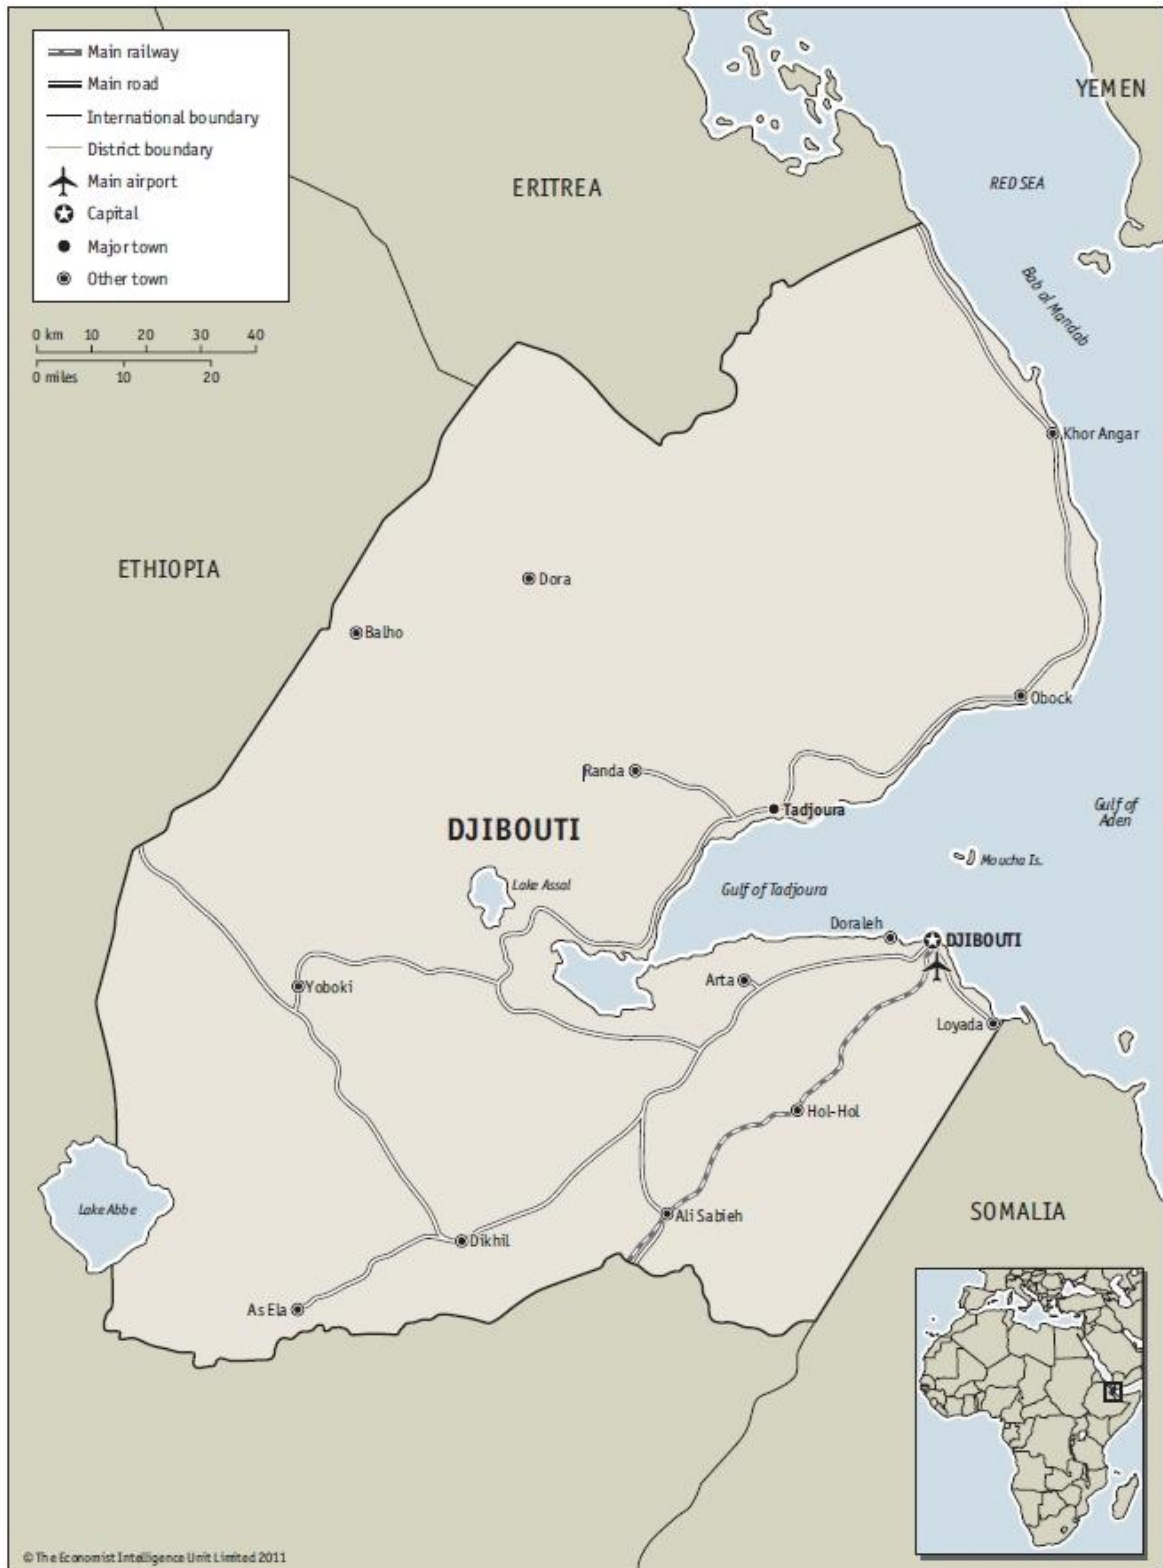 Main railway
Main road
International boundary
District boundary
Main airport
Capital
Major town
Other town
0 km 10 20 30 40
0 miles 10 20
YEMEN
ERITREA
RED SEA
Bab al Mandab
Khor Angar
ETHIOPIA
Dora
Balho
Obock
Randa
Tadjoura
Gulf of
Aden
DJIBOUTI
Moucha Is.
Lake Assal
Gulf of Tadjoura
Doraleh
DJIBOUTI
Arta
Yoboki
Loyada
Hol-Hol
Lake Abbe
Ali Sabieh
SOMALIA
Dikhil
As Ela
© The Economist Intelligence Unit Limited 2011